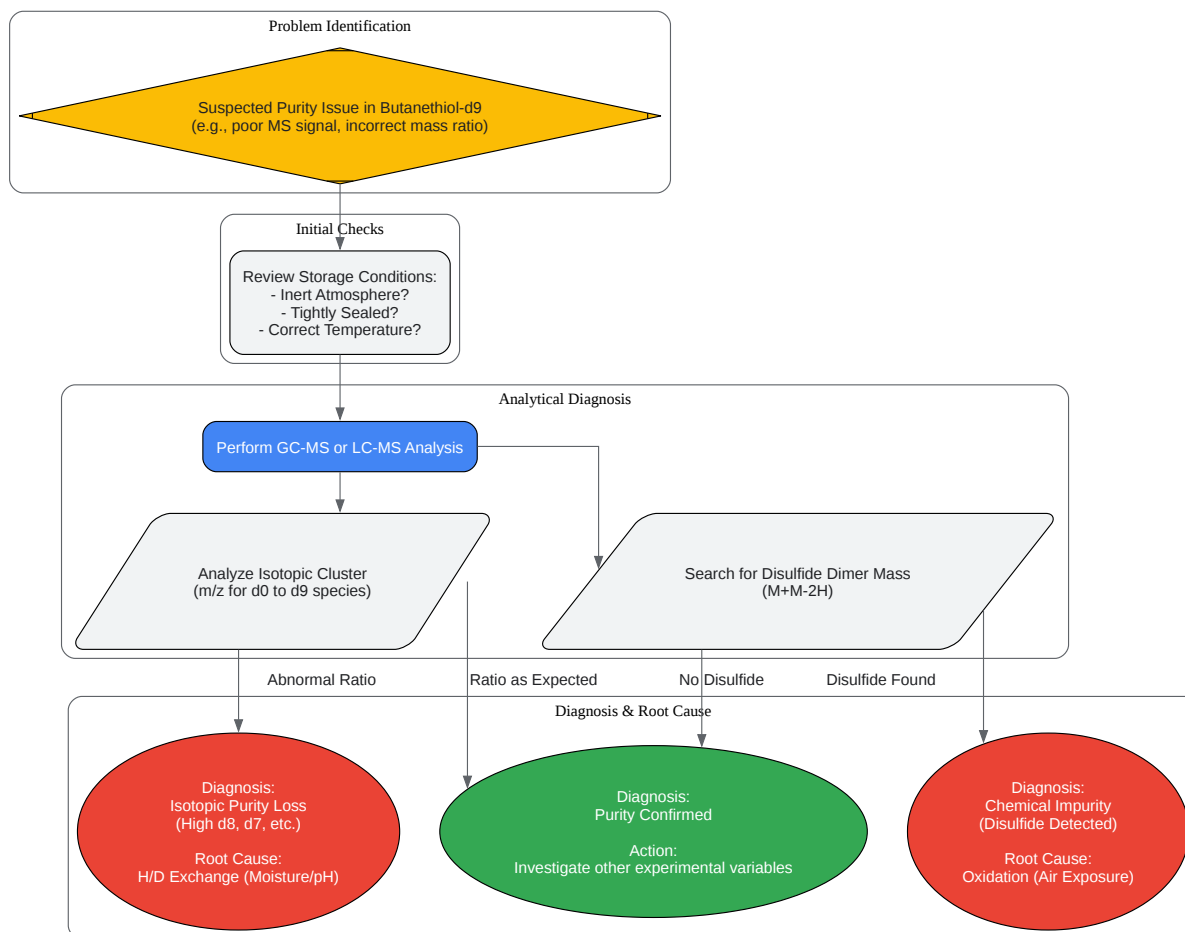 Problem Identification
Suspected Purity Issue in Butanethiol-d9
(e.g., poor MS signal, incorrect mass ratio)
Initial Checks
Review Storage Conditions:
- Inert Atmosphere?
- Tightly Sealed?
- Correct Temperature?
Analytical Diagnosis
Perform GC-MS or LC-MS Analysis
Analyze Isotopic Cluster
(m/z for d0 to d9 species)
Search for Disulfide Dimer Mass
(M+M-2H)
Abnormal Ratio
Ratio as Expected
No Disulfide
Disulfide Found
Diagnosis & Root Cause
Diagnosis:
Isotopic Purity Loss
(High d8, d7, etc.)
Root Cause:
H/D Exchange (Moisture/pH)
Diagnosis:
Purity Confirmed
Action:
Investigate other experimental variables
Diagnosis:
Chemical Impurity
(Disulfide Detected)
Root Cause:
Oxidation (Air Exposure)